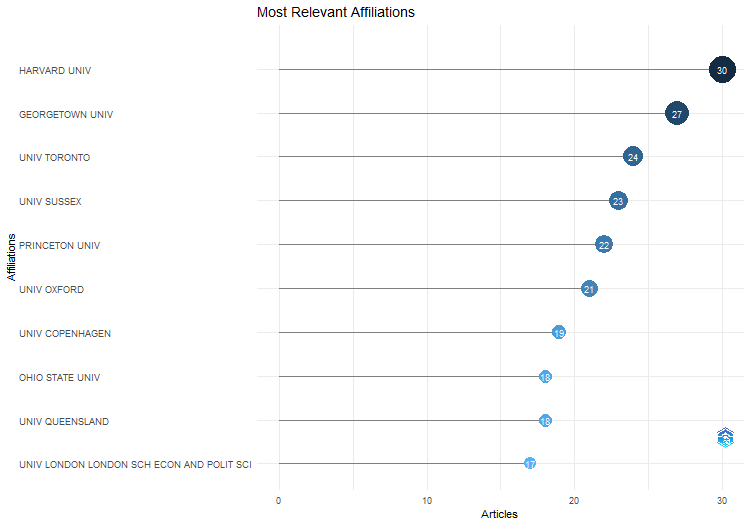 Most Relevant Affiliations
Affiliations
HARVARD UNIV 30
GEORGETOWN UNIV 27
UNIV TORONTO 24
UNIV SUSSEX 23
PRINCETON UNIV 22
UNIV OXFORD 21
UNIV COPENHAGEN 19
OHIO STATE UNIV 18
UNIV QUEENSLAND 18
UNIV LONDON LONDON SCH ECON AND POLIT SCI 17
0 10 20 30
Articles